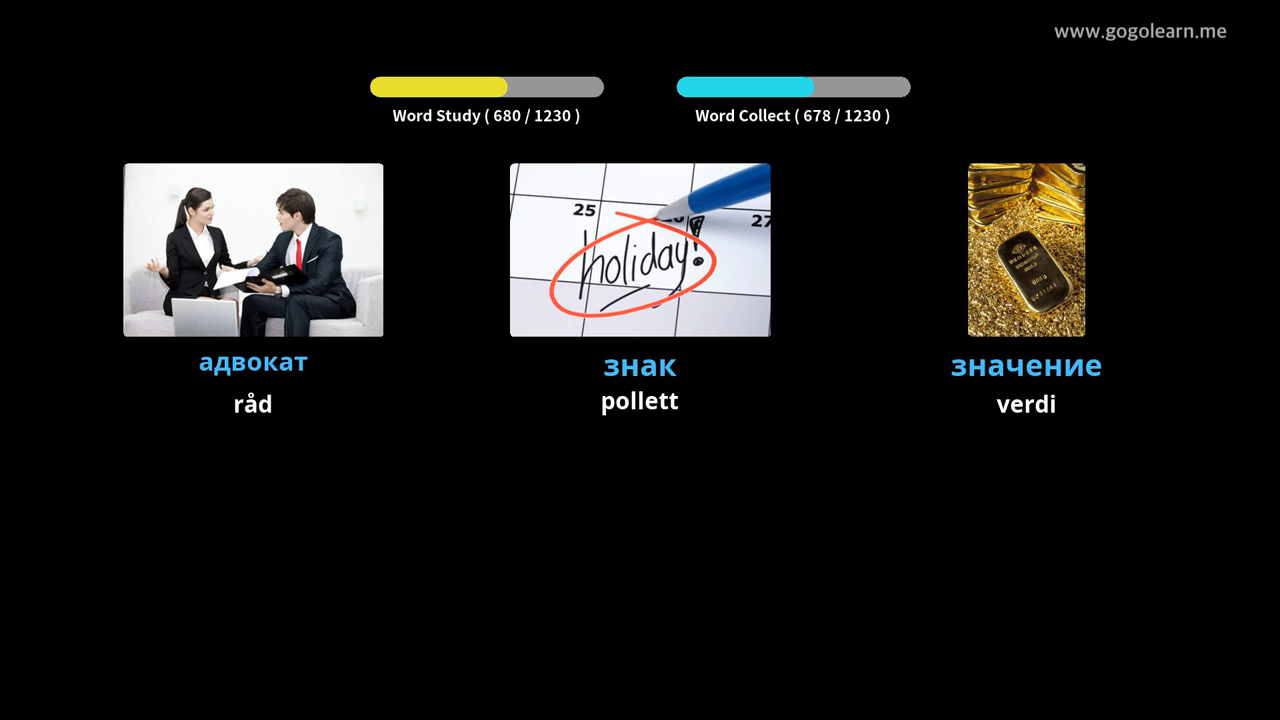 www.gogolearn.me
Word Study ( 680 / 1230 )
Word Collect ( 678 / 1230 )
25
27
holiday!
адвокат
знак
значение
råd
pollett
verdi